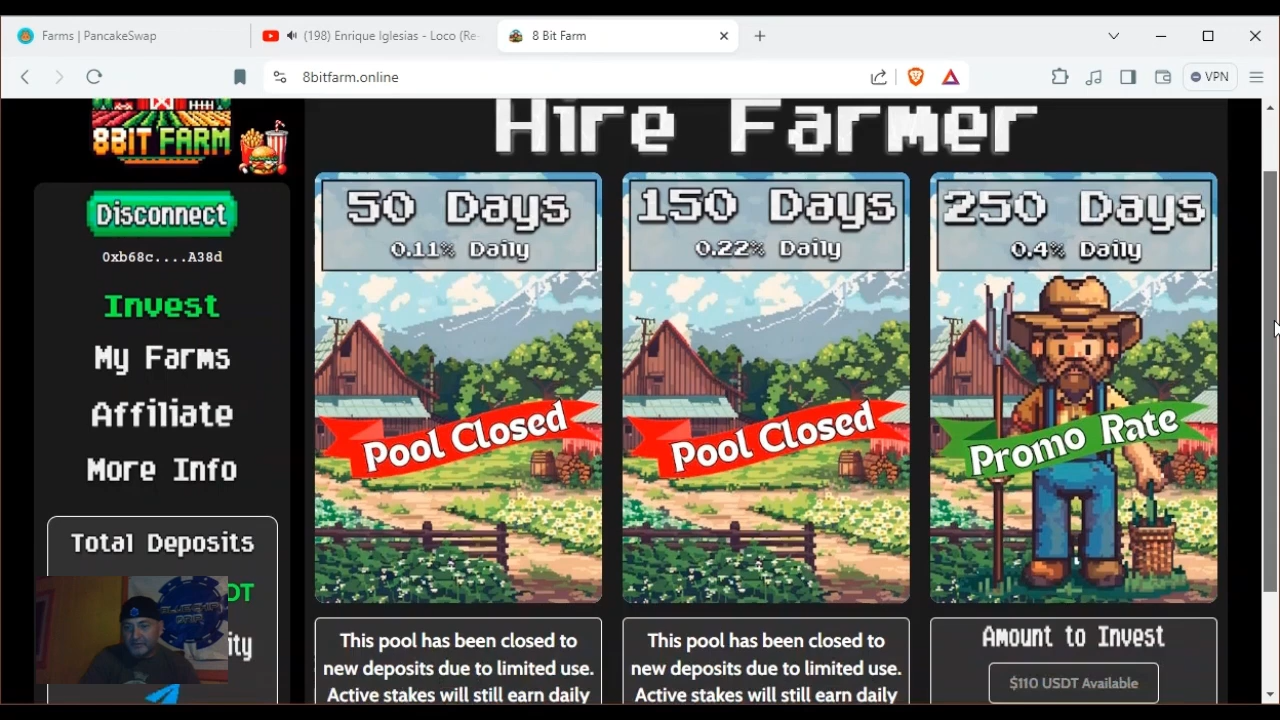 Farms | PancakeSwap
(198) Enrique Iglesias - Loco (Re
8 Bit Farm
8bitfarm.online
VPN
8BIT FARM
Hire Farmer
Disconnect
0xb68c....A38d
Invest
My Farms
Affiliate
More Info
Total Deposits
DT
ity
50 Days
0.11% Daily
Pool Closed
This pool has been closed to
new deposits due to limited use.
Active stakes will still earn daily
150 Days
0.22% Daily
Pool Closed
This pool has been closed to
new deposits due to limited use.
Active stakes will still earn daily
250 Days
0.4% Daily
Promo Rate
Amount to Invest
$110 USDT Available